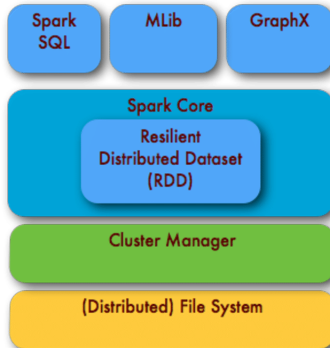 Spark
SQL
MLib
GraphX
Spark Core
Resilient
Distributed Dataset
(RDD)
Cluster Manager
(Distributed) File System